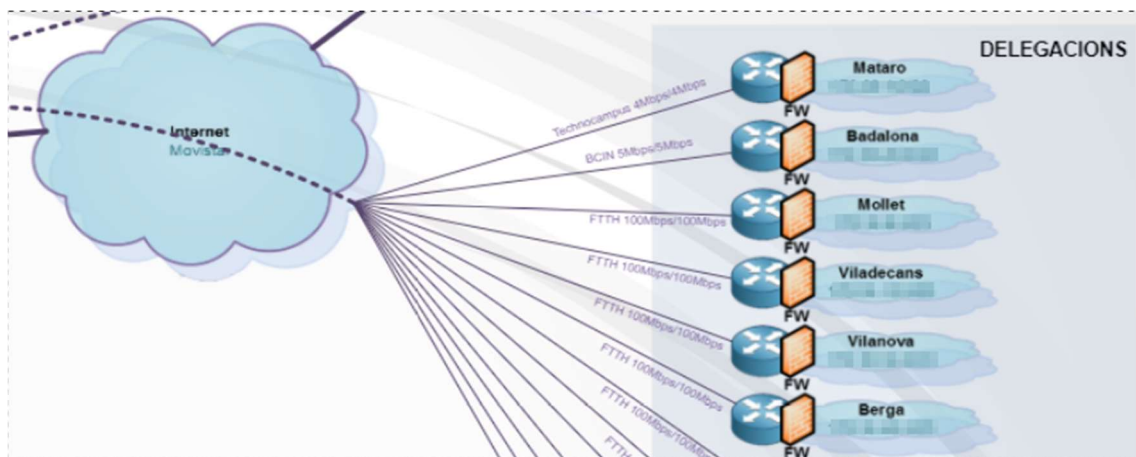 DELEGACIONS
Internet
Movistar
Technocampus 4Mbps/4Mbps
Mataro
FW
BCIN 5Mbps/5Mbps
Badalona
FW
FTTH 100Mbps/100Mbps
Mollet
FW
FTTH 100Mbps/100Mbps
Viladecans
FW
FTTH 100Mbps/100Mbps
Vilanova
FW
FTTH 100Mbps/100Mbps
Berga
FW
FTTH 100Mbps/100Mbps
FTTH